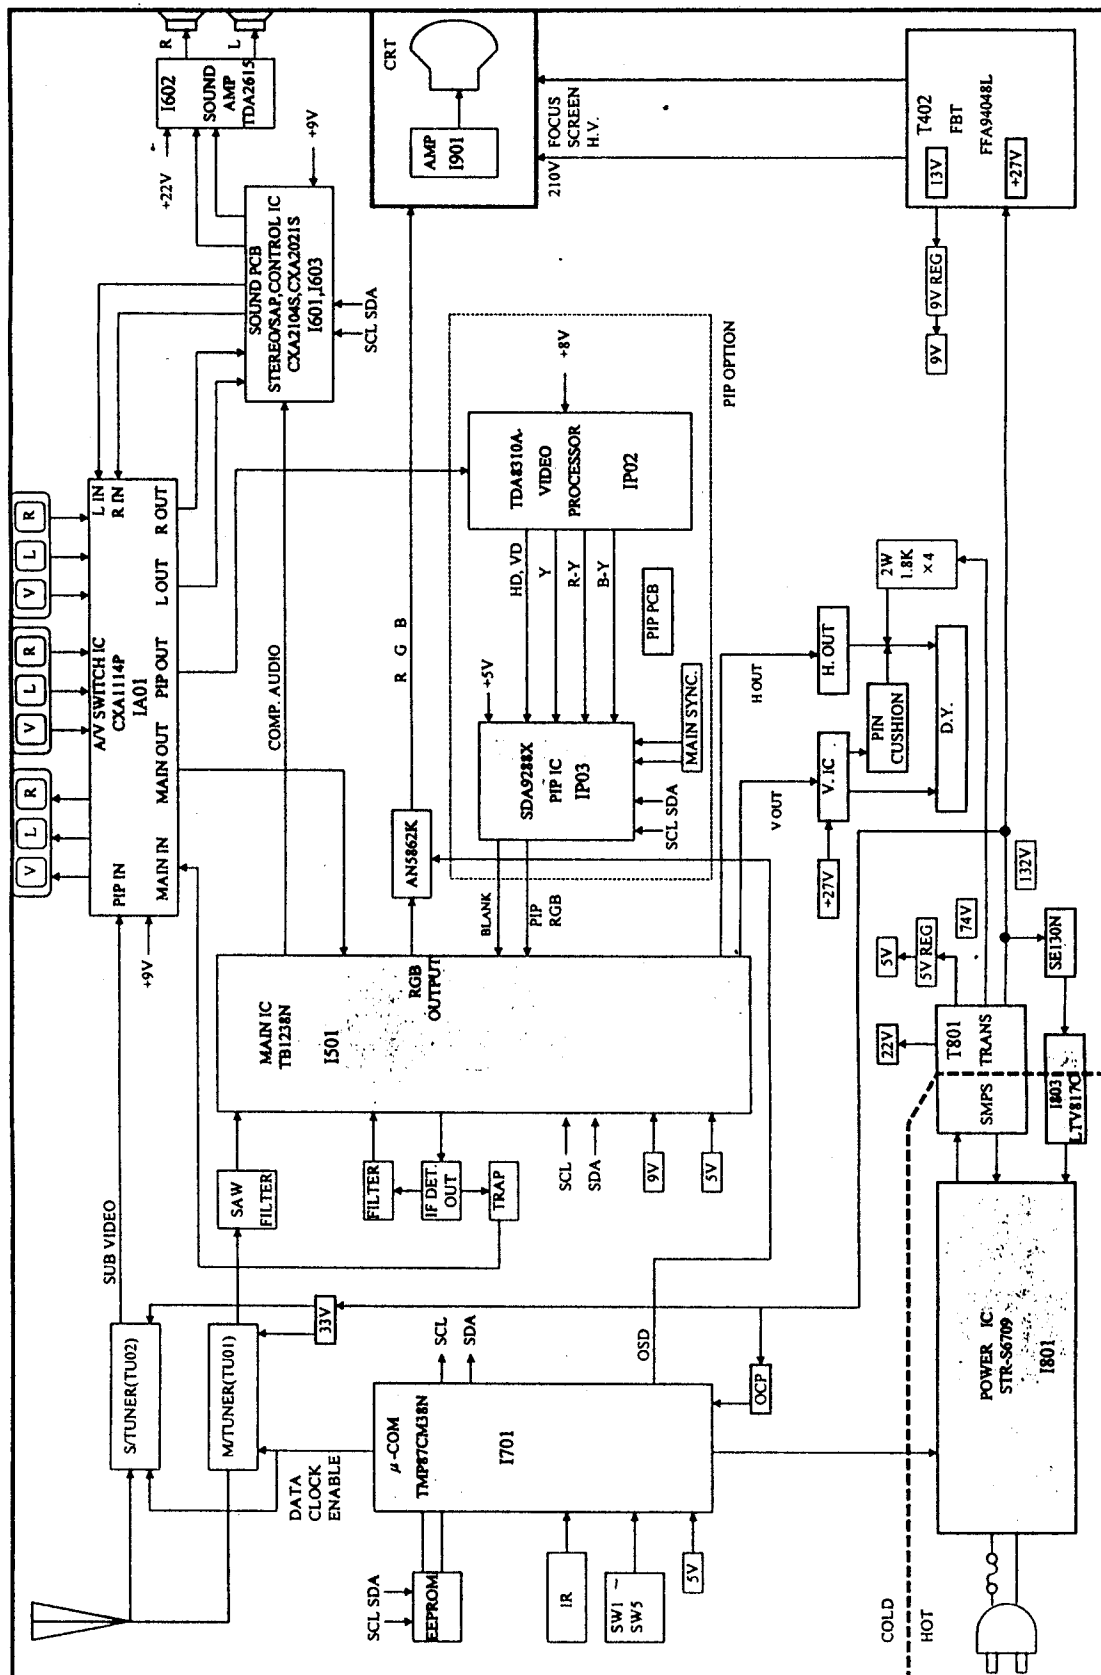 S/TUNER(TU02)
M/TUNER(TU01)
SUB VIDEO
SAW
FILTER
33V
DATA
CLOCK
ENABLE
V
L
R
V
L
R
V
L
R
PIP IN
A/V SWITCH IC
CXA1114P
IA01
L IN
R IN
MAIN IN
MAIN OUT
PIP OUT
L OUT
R OUT
+9V
R
L
I602
SOUND
AMP
TDA2615
+22V
SOUND PCB
STEREO/SAP,CONTROL IC
CXA2104S,CXA2021S
I601,I603
+9V
SCL SDA
COMP. AUDIO
MAIN IC
TB1238N
I501
RGB
OUTPUT
FILTER
IF DET.
OUT
TRAP
SCL
SDA
9V
5V
AN5862K
R G B
BLANK
PIP
RGB
CRT
AMP
I901
210V
FOCUS
SCREEN
H.V.
SDA9288X
PIP IC
IP03
+5V
SCL SDA
MAIN SYNC.
HD, VD
Y
R-Y
B-Y
TDA8310A-
VIDEO
PROCESSOR
IP02
+8V
PIP PCB
PIP OPTION
µ-COM
TMP87CM38N
I701
SCL
SDA
OSD
OCP
SCL SDA
EEPROM
IR
SW1 ~
SW5
5V
V OUT
H OUT
V. IC
H. OUT
+27V
PIN
CUSHION
D.Y.
2W
1.8K
×4
T402
FBT
FFA94048L
13V
+27V
9V REG
9V
COLD
HOT
POWER IC
STR-S6709
I801
SMPS TRANS
T801
22V
5V
5V REG
74V
132V
SE130N
I803
LTV817C